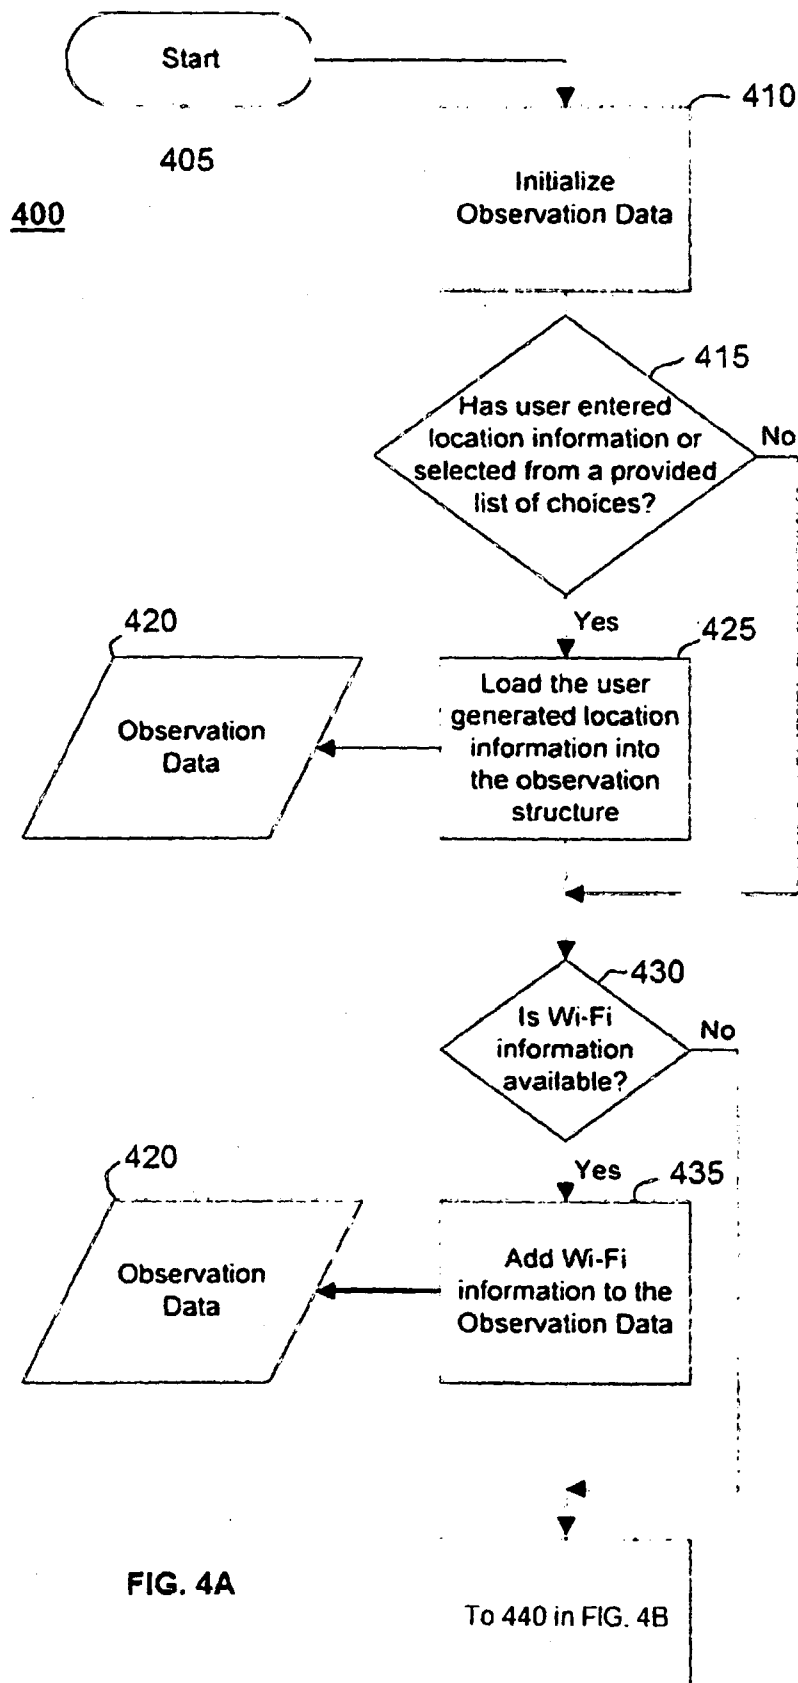 Start
405
400
410
Initialize
Observation Data
415
Has user entered
location information or
selected from a provided
list of choices?
No
Yes
420
Observation
Data
425
Load the user
generated location
information into
the observation
structure
430
Is Wi-Fi
information
available?
No
Yes
420
Observation
Data
435
Add Wi-Fi
information to the
Observation Data
FIG. 4A
To 440 in FIG. 4B